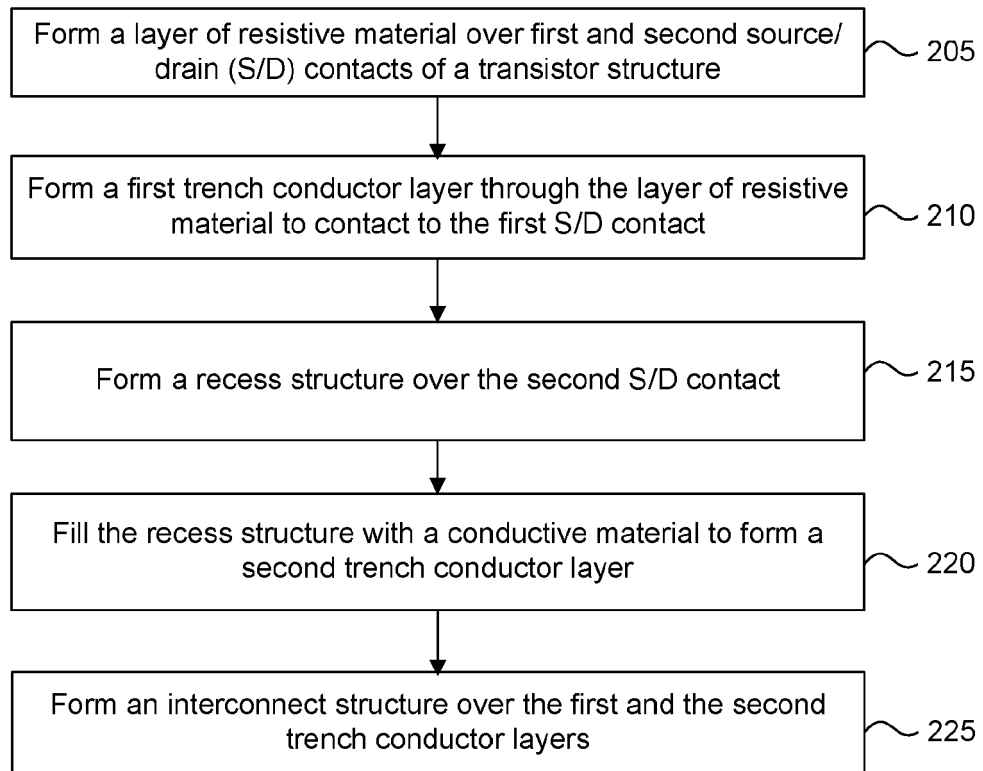 Form a layer of resistive material over first and second source/
drain (S/D) contacts of a transistor structure
205
Form a first trench conductor layer through the layer of resistive
material to contact to the first S/D contact
210
Form a recess structure over the second S/D contact
215
Fill the recess structure with a conductive material to form a
second trench conductor layer
220
Form an interconnect structure over the first and the second
trench conductor layers
225